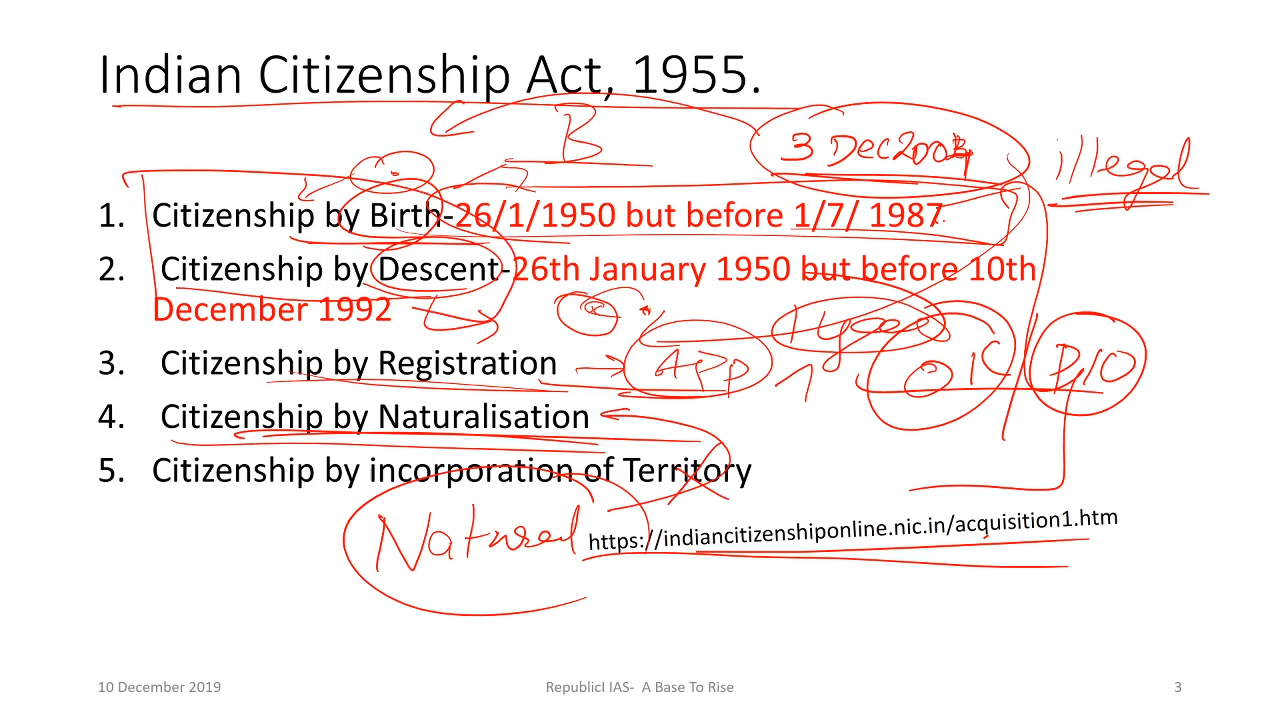 Indian Citizenship Act, 1955.
B
3 Dec 2004
illegal
1. Citizenship by Birth-26/1/1950 but before 1/7/ 1987
2. Citizenship by Descent-26th January 1950 but before 10th
December 1992
3. Citizenship by Registration
APP
OIC
PIO
4. Citizenship by Naturalisation
5. Citizenship by incorporation of Territory
Natural
https://indiancitizenshiponline.nic.in/acquisition1.htm
10 December 2019
RepublicI IAS- A Base To Rise
3